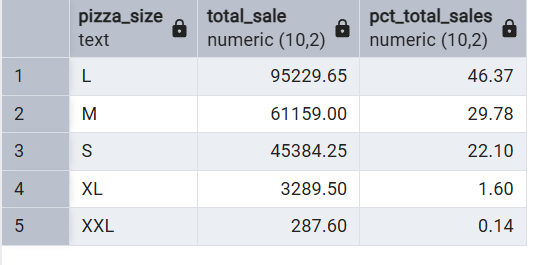 pizza_size total_sale pct_total_sales
text numeric (10,2) numeric (10,2)
1 L 95229.65 46.37
2 M 61159.00 29.78
3 S 45384.25 22.10
4 XL 3289.50 1.60
5 XXL 287.60 0.14